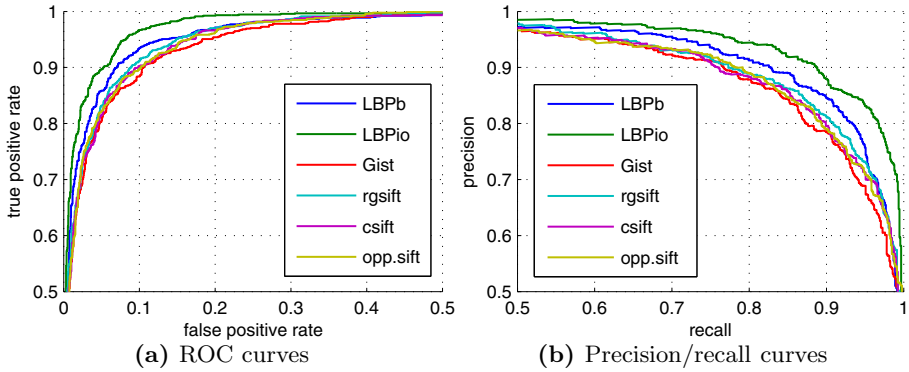 true positive rate
1
0.9
0.8
0.7
0.6
0.5
LBPb
LBPio
Gist
rgsift
csift
opp.sift
0 0.1 0.2 0.3 0.4 0.5
false positive rate
(a) ROC curves
precision
1
0.9
0.8
0.7
0.6
0.5
LBPb
LBPio
Gist
rgsift
csift
opp.sift
0.5 0.6 0.7 0.8 0.9 1
recall
(b) Precision/recall curves